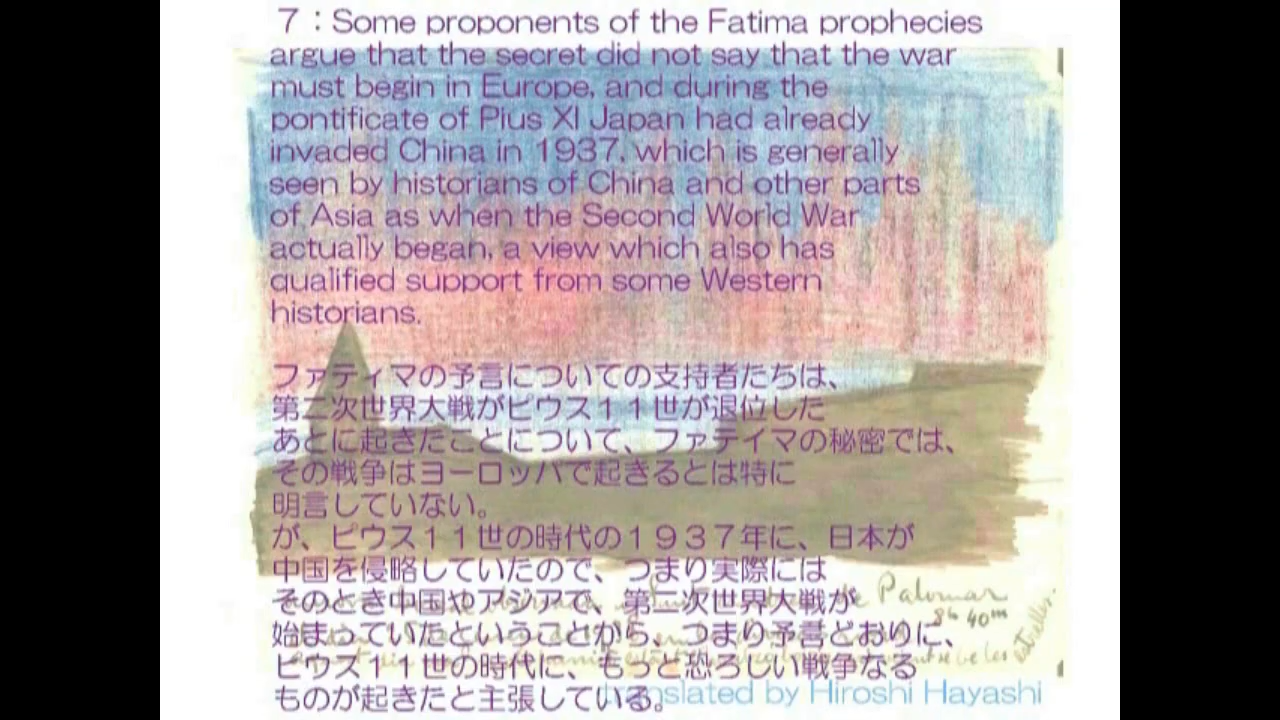 ７：Some proponents of the Fatima prophecies
argue that the secret did not say that the war
must begin in Europe, and during the
pontificate of Pius XI Japan had already
invaded China in 1937, which is generally
seen by historians of China and other parts
of Asia as when the Second World War
actually began, a view which also has
qualified support from some Western
historians.
ファティマの予言についての支持者たちは、
第二次世界大戦がピウス１１世が退位した
あとに起きたことについて、ファテイマの秘密では、
その戦争はヨーロッパで起きるとは特に
明言していない。
が、ピウス１１世の時代の１９３７年に、日本が
中国を侵略していたので、つまり実際には
そのとき中国やアジアで、第二次世界大戦が
de Palomar
8h 40m
始まっていたということから、つまり予言どおりに、
estrellas.
ピウス１１世の時代に、もっと恐ろしい戦争なる
ものが起きたと主張している。
translated by Hiroshi Hayashi